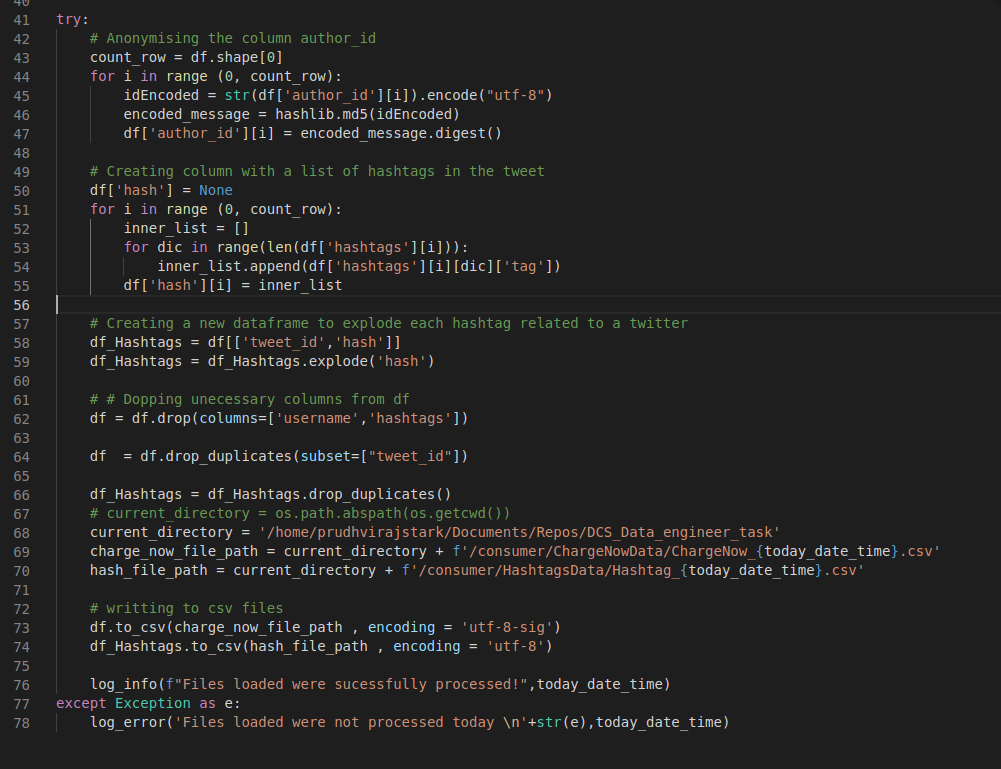 40
41 try:
42     # Anonymising the column author_id
43     count_row = df.shape[0]
44     for i in range (0, count_row):
45         idEncoded = str(df['author_id'][i]).encode("utf-8")
46         encoded_message = hashlib.md5(idEncoded)
47         df['author_id'][i] = encoded_message.digest()
48
49     # Creating column with a list of hashtags in the tweet
50     df['hash'] = None
51     for i in range (0, count_row):
52         inner_list = []
53         for dic in range(len(df['hashtags'][i])):
54             inner_list.append(df['hashtags'][i][dic]['tag'])
55         df['hash'][i] = inner_list
56
57     # Creating a new dataframe to explode each hashtag related to a twitter
58     df_Hashtags = df[['tweet_id','hash']]
59     df_Hashtags = df_Hashtags.explode('hash')
60
61     # # Dopping unecessary columns from df
62     df = df.drop(columns=['username','hashtags'])
63
64     df  = df.drop_duplicates(subset=["tweet_id"])
65
66     df_Hashtags = df_Hashtags.drop_duplicates()
67     # current_directory = os.path.abspath(os.getcwd())
68     current_directory = '/home/prudhvirajstark/Documents/Repos/DCS_Data_engineer_task'
69     charge_now_file_path = current_directory + f'/consumer/ChargeNowData/ChargeNow_{today_date_time}.csv'
70     hash_file_path = current_directory + f'/consumer/HashtagsData/Hashtag_{today_date_time}.csv'
71
72     # writting to csv files
73     df.to_csv(charge_now_file_path , encoding = 'utf-8-sig')
74     df_Hashtags.to_csv(hash_file_path , encoding = 'utf-8')
75
76     log_info(f"Files loaded were sucessfully processed!",today_date_time)
77 except Exception as e:
78     log_error('Files loaded were not processed today \n'+str(e),today_date_time)